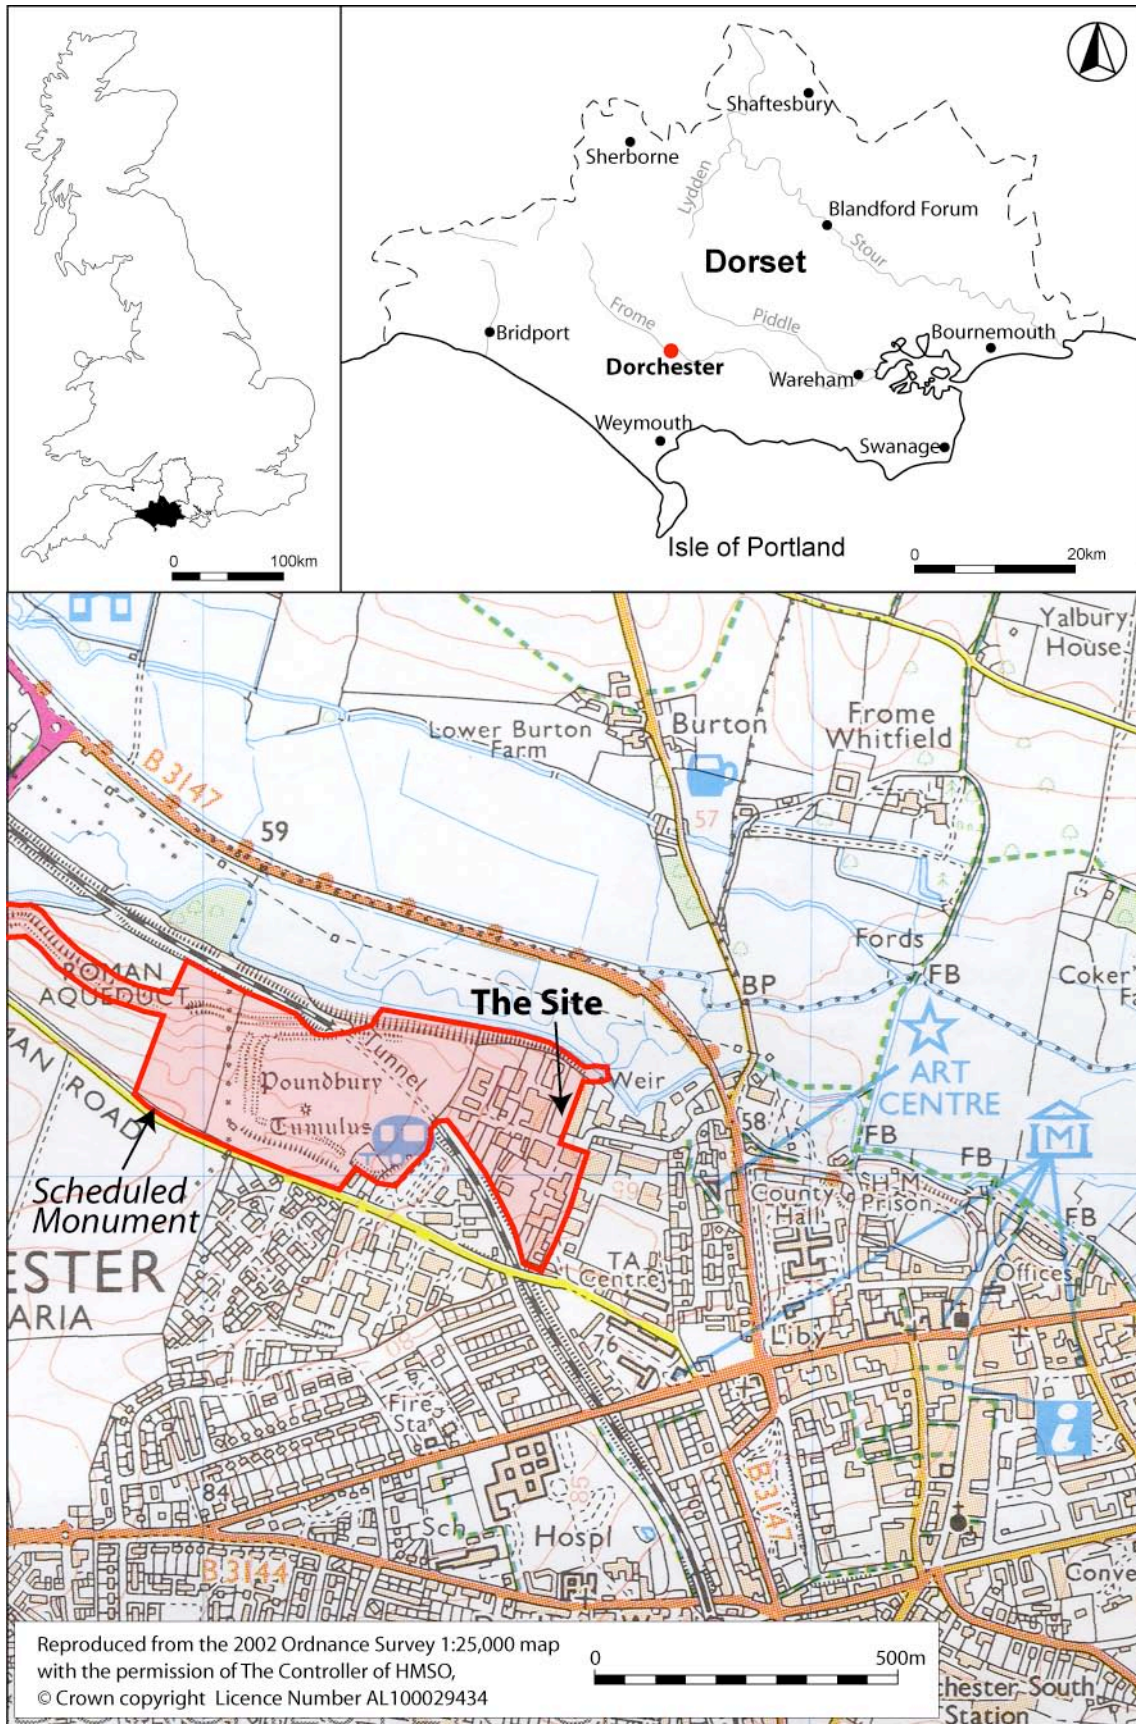 0
100km
Shaftesbury
Sherborne
Lydden
Blandford Forum
Stour
Dorset
Frome
Piddle
Bridport
Bournemouth
Dorchester
Wareham
Weymouth
Swanage
Isle of Portland
0
20km
Yalbury
House
Lower Burton
Farm
Burton
Frome
Whitfield
B 3147
59
57
Fords
FB
BP
Coker
ROMAN
AQUEDUCT
The Site
Tunnel
Weir
ART
CENTRE
Poundbury
Tumulus
AN ROAD
58
FB
FB
M
FB
Scheduled
Monument
65
County
Hall
H M
Prison
ESTER
ARIA
TA
Centre
Offices
Liby
76
80
Fire
Sta
i
84
85
B3147
Sch
Hospl
B 3144
Conve
Reproduced from the 2002 Ordnance Survey 1:25,000 map
with the permission of The Controller of HMSO,
© Crown copyright Licence Number AL100029434
0
500m
chester South
Station